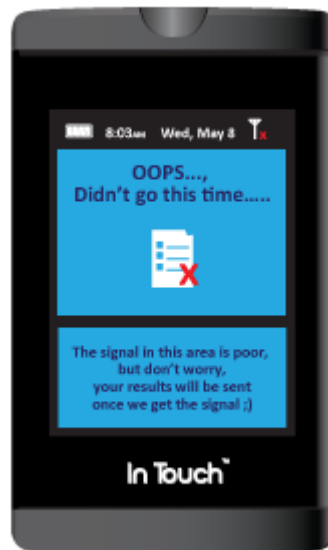 8:03AM Wed, May 8
OOPS...,
Didn't go this time.....
The signal in this area is poor,
but don't worry,
your results will be sent
once we get the signal ;)
In Touch™